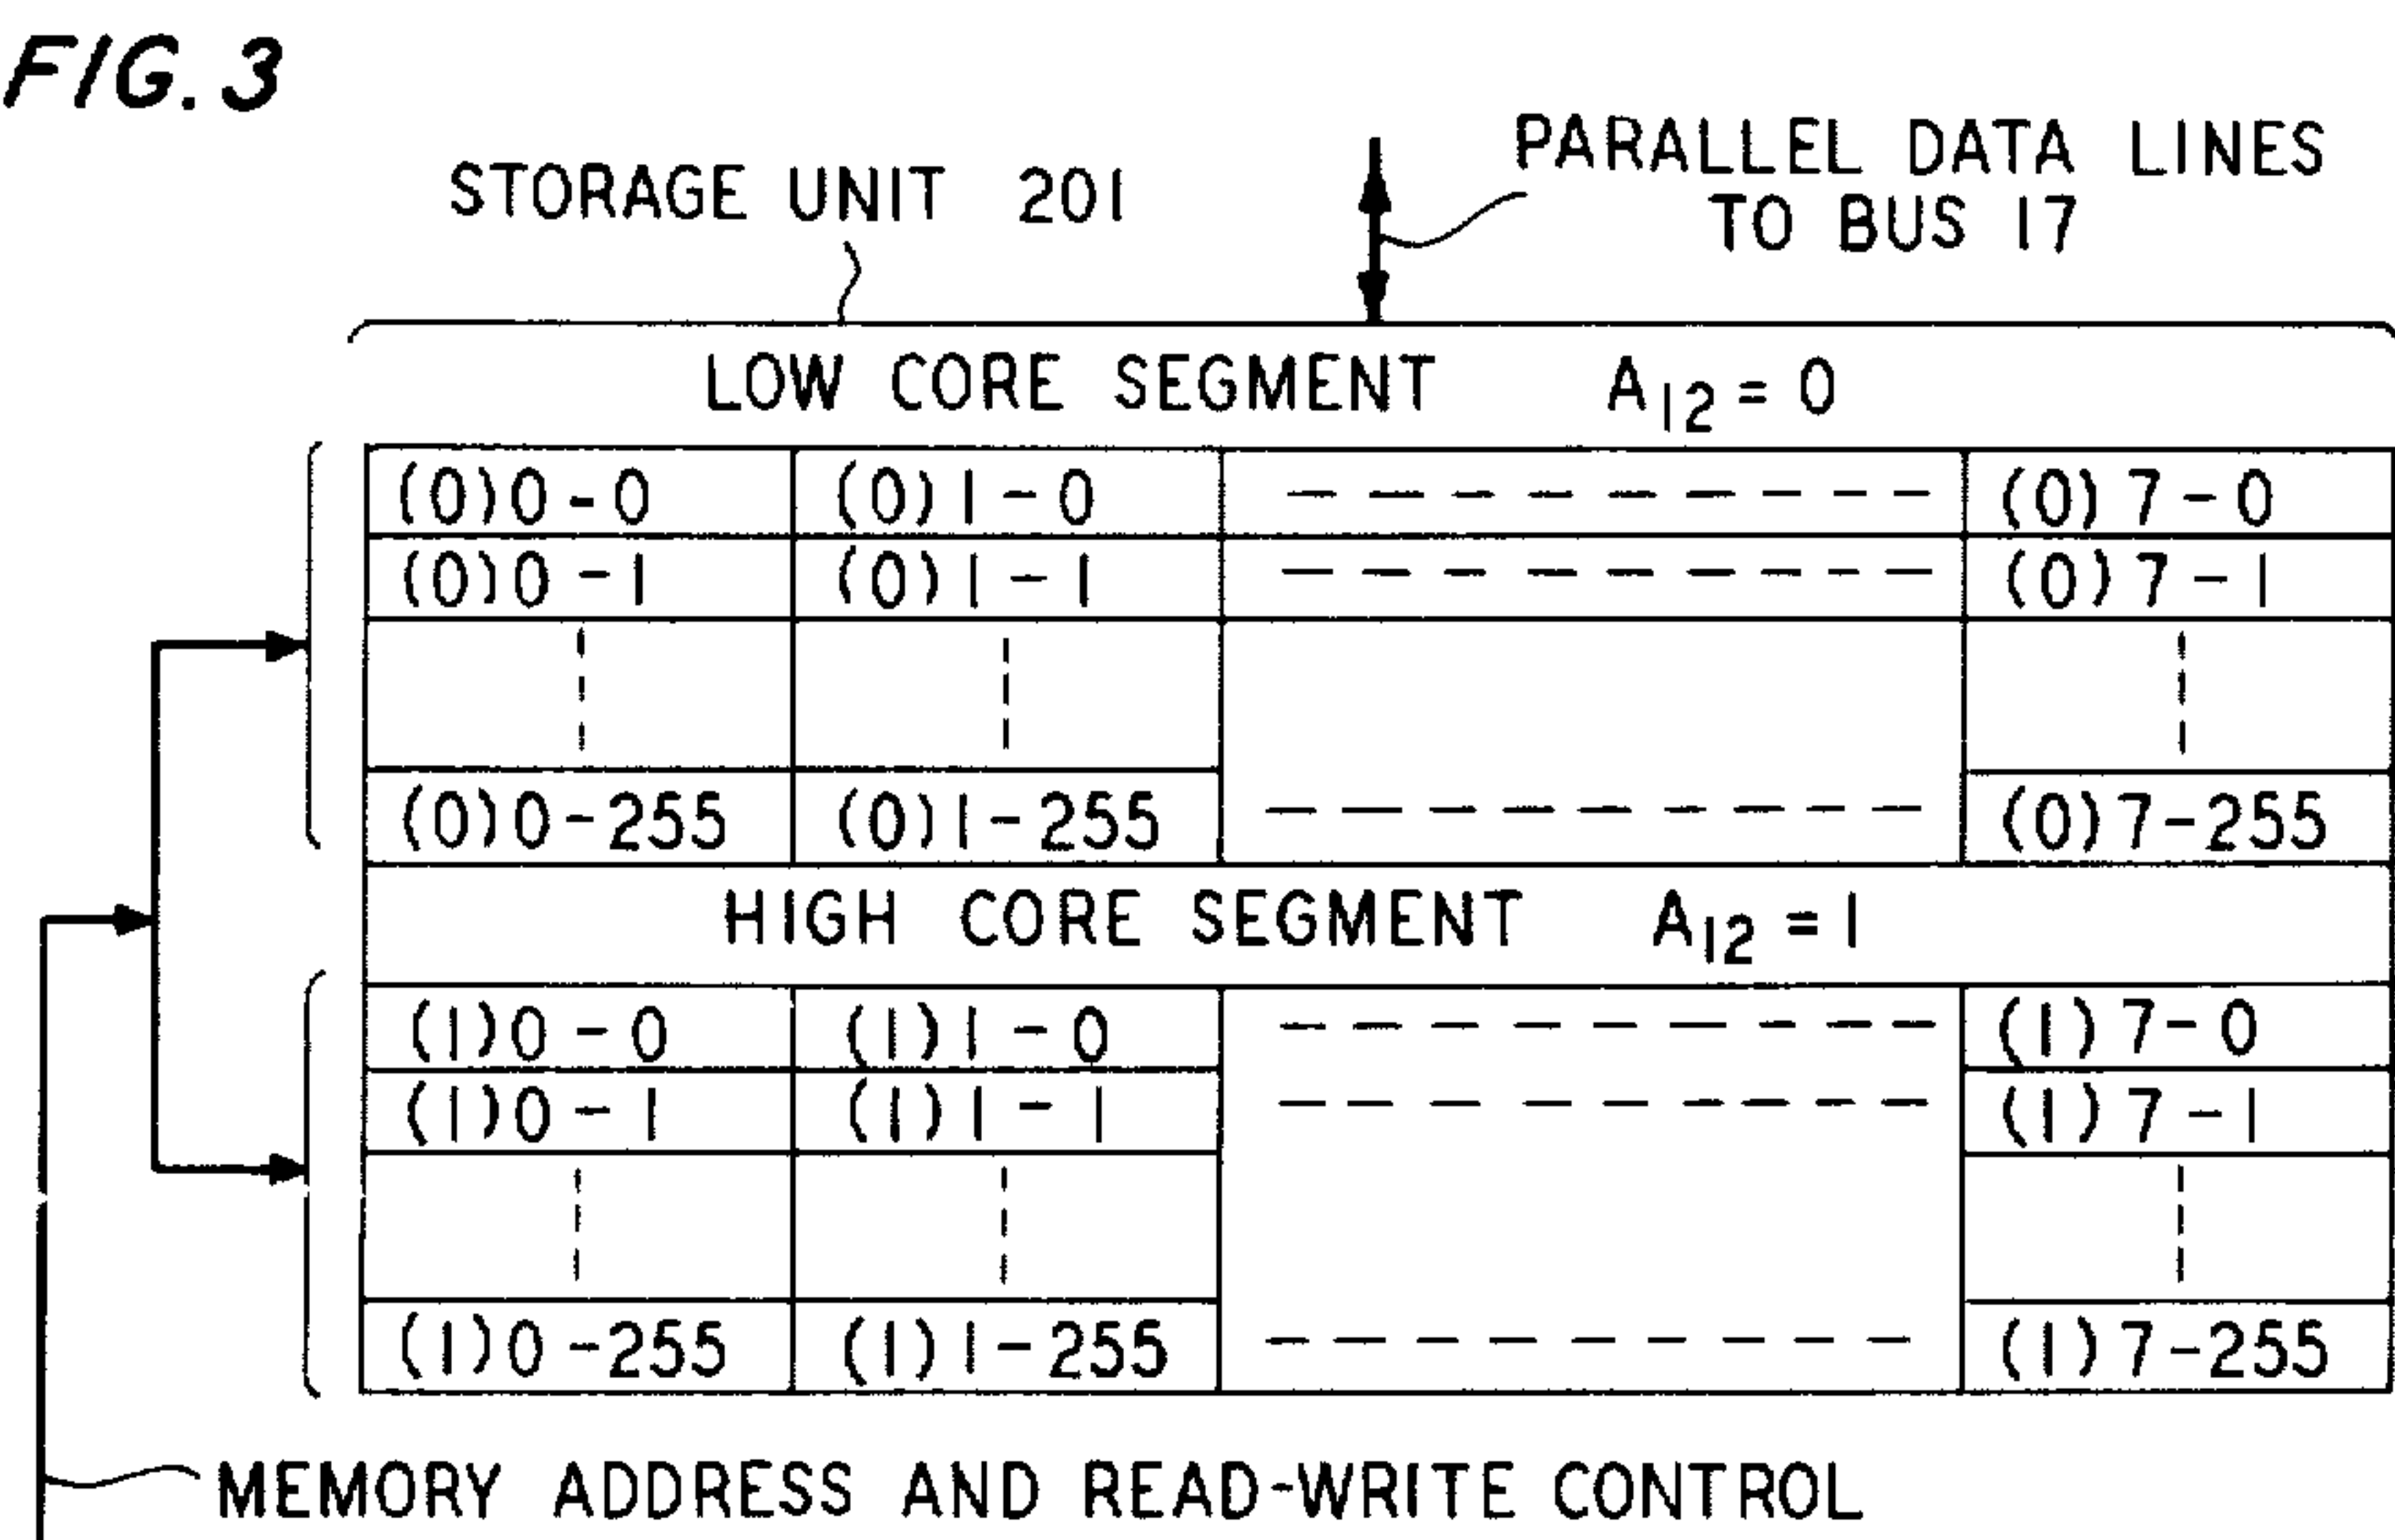 FIG. 3
STORAGE UNIT 201
PARALLEL DATA LINES
TO BUS 17
LOW CORE SEGMENT A12 = 0
(0)0-0 (0)1-0 (0)7-0
(0)0-1 (0)1-1 (0)7-1
(0)0-255 (0)1-255 (0)7-255
HIGH CORE SEGMENT A12 = 1
(1)0-0 (1)1-0 (1)7-0
(1)0-1 (1)1-1 (1)7-1
(1)0-255 (1)1-255 (1)7-255
MEMORY ADDRESS AND READ-WRITE CONTROL